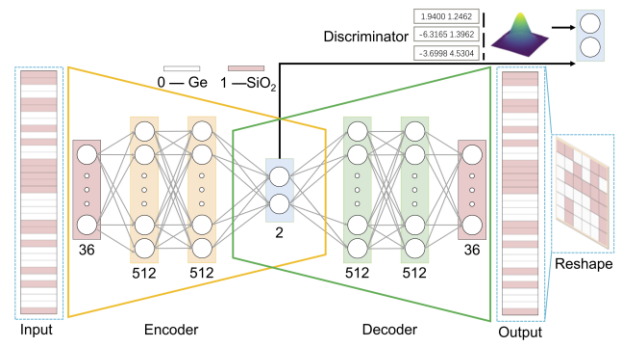 1.9400 1.2462
Discriminator
-6.3165 1.3962
-3.6998 4.5304
0 — Ge
1 —SiO₂
36
512
512
2
512
512
36
Reshape
Input
Encoder
Decoder
Output